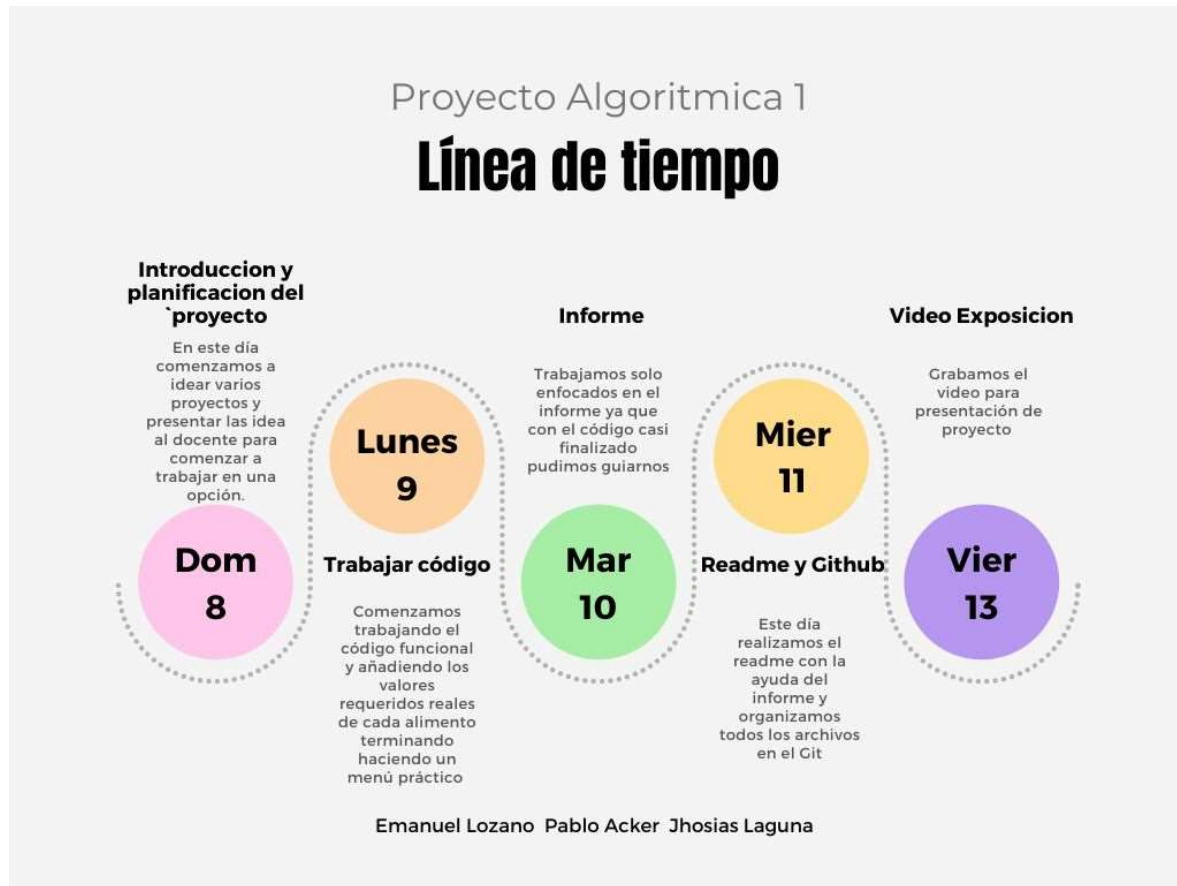 Proyecto Algoritmica 1
Línea de tiempo
Introduccion y
planificacion del
`proyecto
En este día
comenzamos a
idear varios
proyectos y
presentar las idea
al docente para
comenzar a
trabajar en una
opción.
Dom
8
Lunes
9
Trabajar código
Comenzamos
trabajando el
código funcional
y añadiendo los
valores
requeridos reales
de cada alimento
terminando
haciendo un
menú práctico
Informe
Trabajamos solo
enfocados en el
informe ya que
con el código casi
finalizado
pudimos guiarnos
Mar
10
Mier
11
Readme y Github
Este día
realizamos el
readme con la
ayuda del
informe y
organizamos
todos los archivos
en el Git
Video Exposicion
Grabamos el
video para
presentación de
proyecto
Vier
13
Emanuel Lozano Pablo Acker Jhosias Laguna